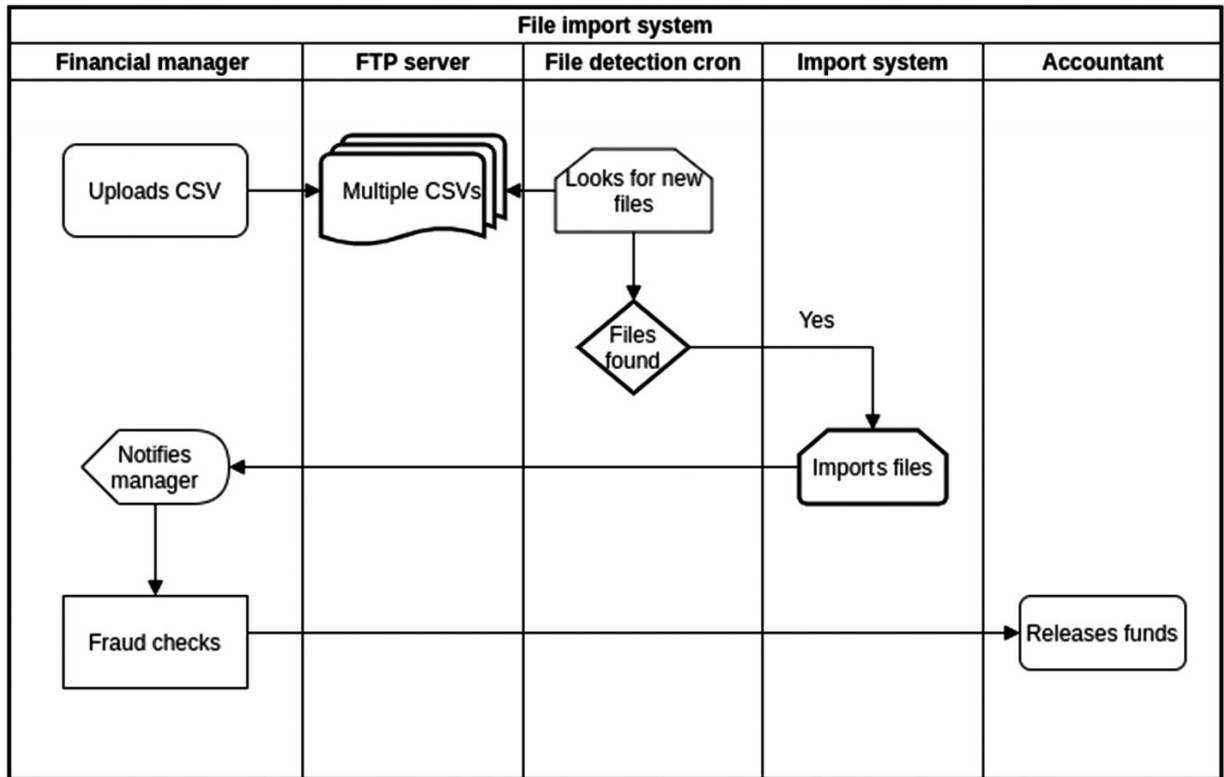 File import system
Financial manager
FTP server
File detection cron
Import system
Accountant
Uploads CSV
Multiple CSVs
Looks for new
files
Files
found
Yes
Notifies
manager
Imports files
Fraud checks
Releases funds